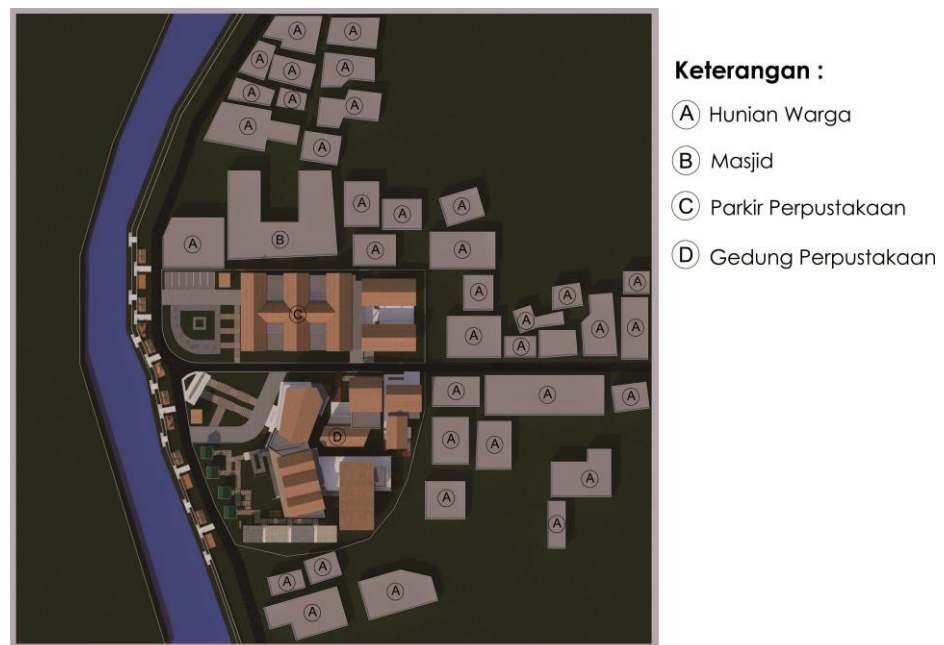 A A
A A A
A A A
A A
A A A
A B A A
A A A
C A A A
A A
A A A
D A A
A
A
A
A A
A
A
Keterangan :
A Hunian Warga
B Masjid
C Parkir Perpustakaan
D Gedung Perpustakaan